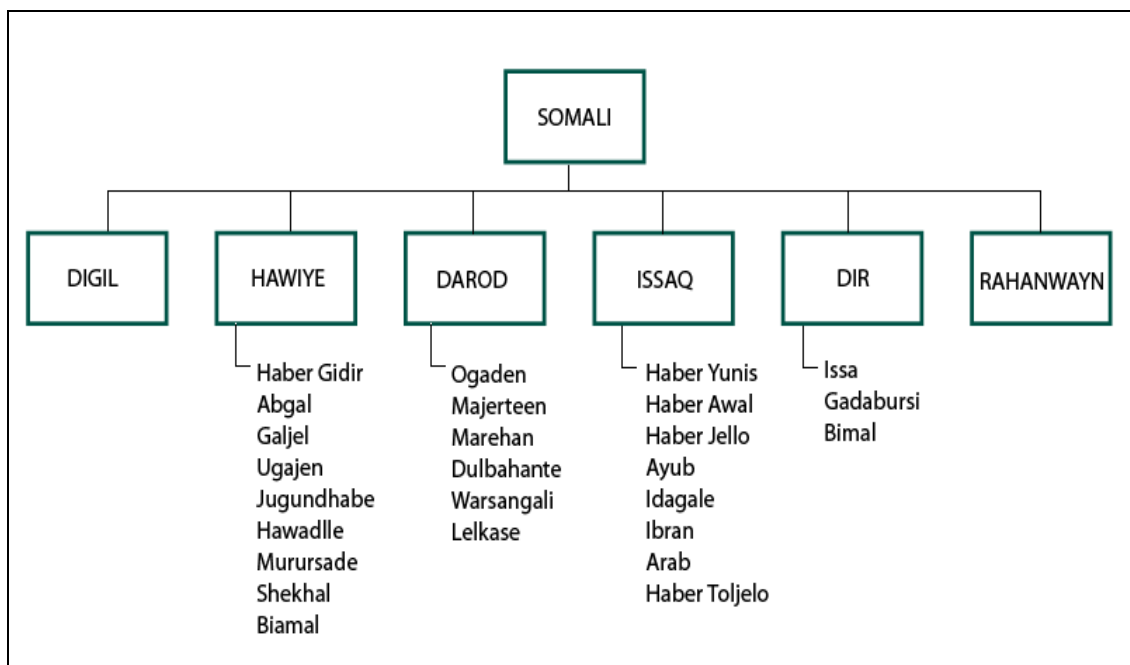 SOMALI
DIGIL
HAWIYE
DAROD
ISSAQ
DIR
RAHANWAYN
Haber Gidir
Abgal
Galjel
Ugajen
Jugundhabe
Hawadlle
Murursade
Shekhal
Biamal
Ogaden
Majerteen
Marehan
Dulbahante
Warsangali
Lelkase
Haber Yunis
Haber Awal
Haber Jello
Ayub
Idagale
Ibran
Arab
Haber Toljelo
Issa
Gadabursi
Bimal